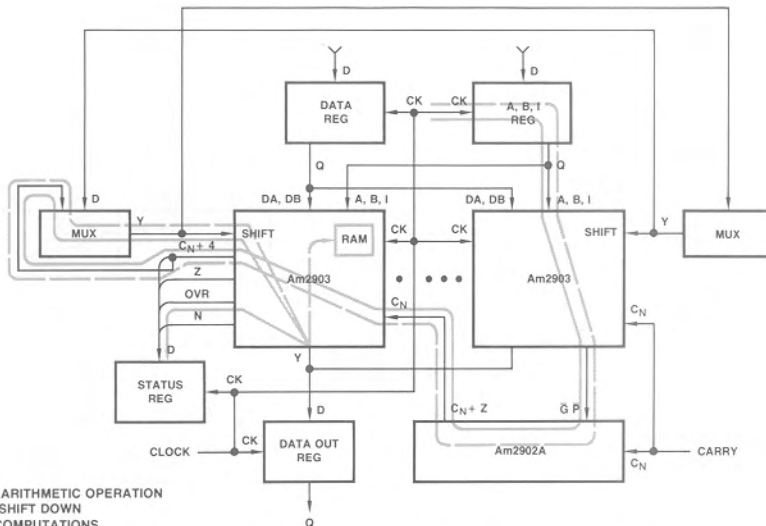 D
D
DATA
REG
CK
CK
A, B, I
REG
Q
Q
DA, DB
A, B, I
DA, DB
A, B, I
D
MUX
Y
SHIFT
RAM
CK
CK
SHIFT
Y
MUX
CN + 4
Am2903
Am2903
Z
OVR
N
CN
CN
D
Y
STATUS
REG
CK
D
CN + Z
G̅ P̅
CLOCK
CK
DATA OUT
REG
Am2902A
CN
CARRY
Q
ARITHMETIC OPERATION
SHIFT DOWN
COMPUTATIONS